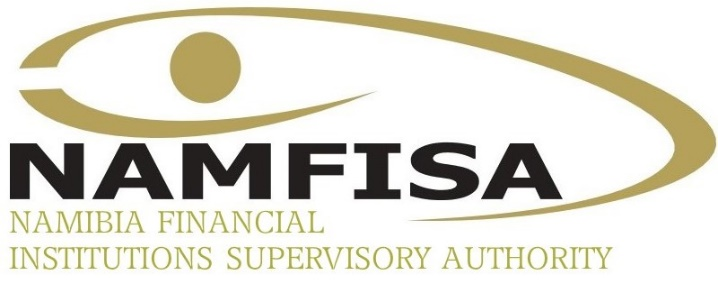 NAMFISA
NAMIBIA FINANCIAL
INSTITUTIONS SUPERVISORY AUTHORITY